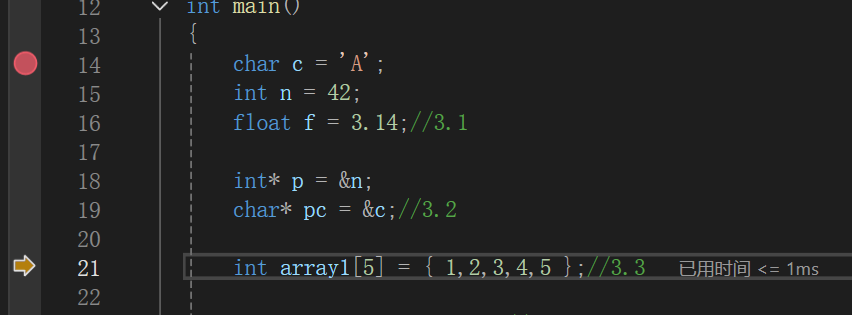 12 int main()
13 {
14 char c = 'A';
15 int n = 42;
16 float f = 3.14;//3.1
17
18 int* p = &n;
19 char* pc = &c;//3.2
20
21 int array1[5] = { 1,2,3,4,5 };//3.3 已用时间 <= 1ms
22